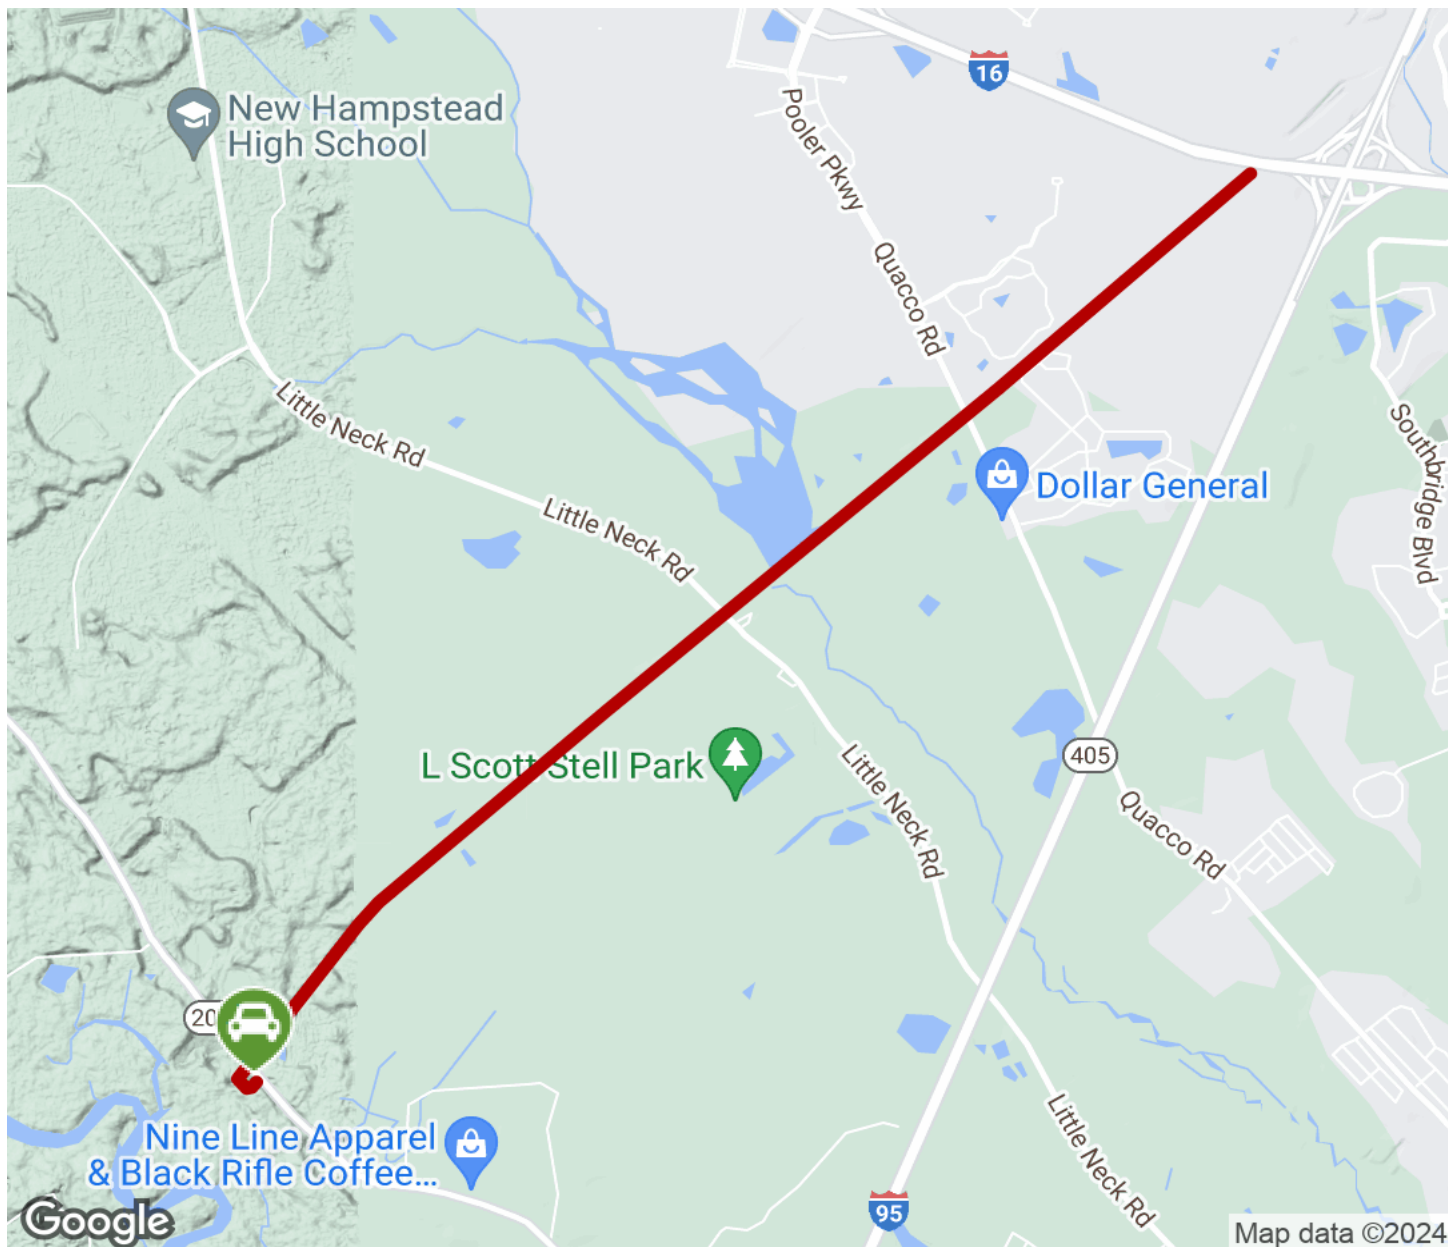 16
New Hampstead
High School
Pooler Pkwy
Quacco Rd
Little Neck Rd
Southbridge Blvd
Dollar General
Little Neck Rd
L Scott Stell Park
405
Little Neck Rd
Quacco Rd
20
Nine Line Apparel
& Black Rifle Coffee...
Little Neck Rd
95
Google
Map data ©2024